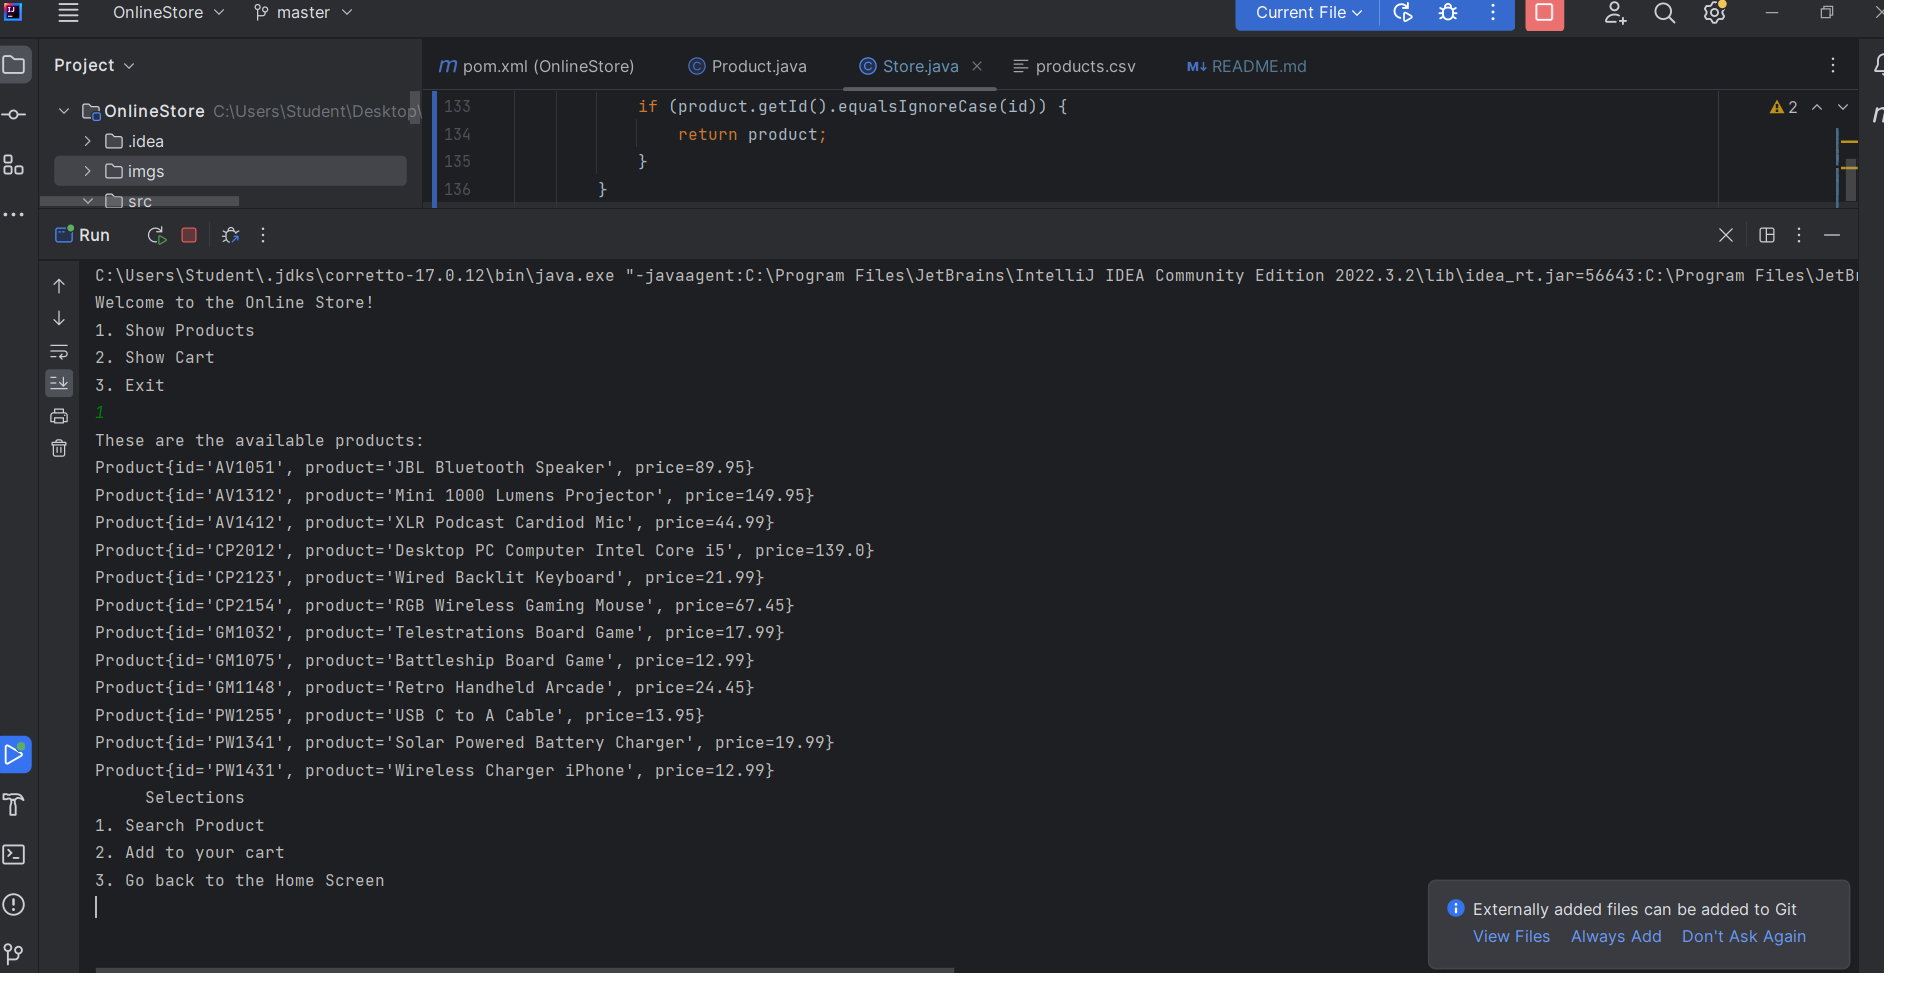 OnlineStore master Current File
Project
pom.xml (OnlineStore) Product.java Store.java products.csv README.md
OnlineStore C:\Users\Student\Desktop\
.idea
imgs
src
133 if (product.getId().equalsIgnoreCase(id)) {
134 return product;
135 }
136 }
2
Run
C:\Users\Student\.jdks\corretto-17.0.12\bin\java.exe "-javaagent:C:\Program Files\JetBrains\IntelliJ IDEA Community Edition 2022.3.2\lib\idea_rt.jar=56643:C:\Program Files\JetBr
Welcome to the Online Store!
1. Show Products
2. Show Cart
3. Exit
1
These are the available products:
Product{id='AV1051', product='JBL Bluetooth Speaker', price=89.95}
Product{id='AV1312', product='Mini 1000 Lumens Projector', price=149.95}
Product{id='AV1412', product='XLR Podcast Cardiod Mic', price=44.99}
Product{id='CP2012', product='Desktop PC Computer Intel Core i5', price=139.0}
Product{id='CP2123', product='Wired Backlit Keyboard', price=21.99}
Product{id='CP2154', product='RGB Wireless Gaming Mouse', price=67.45}
Product{id='GM1032', product='Telestrations Board Game', price=17.99}
Product{id='GM1075', product='Battleship Board Game', price=12.99}
Product{id='GM1148', product='Retro Handheld Arcade', price=24.45}
Product{id='PW1255', product='USB C to A Cable', price=13.95}
Product{id='PW1341', product='Solar Powered Battery Charger', price=19.99}
Product{id='PW1431', product='Wireless Charger iPhone', price=12.99}
Selections
1. Search Product
2. Add to your cart
3. Go back to the Home Screen
Externally added files can be added to Git
View Files Always Add Don't Ask Again